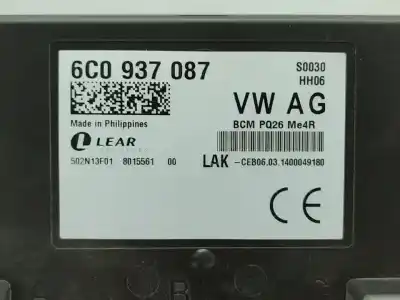 6C0 937 087
S0030
HH06
VW AG
Made in Philippines
BCM PQ26 Me4R
LEAR
502N13F01 8015561 00
LAK -CEB06.03.1400049180
CE